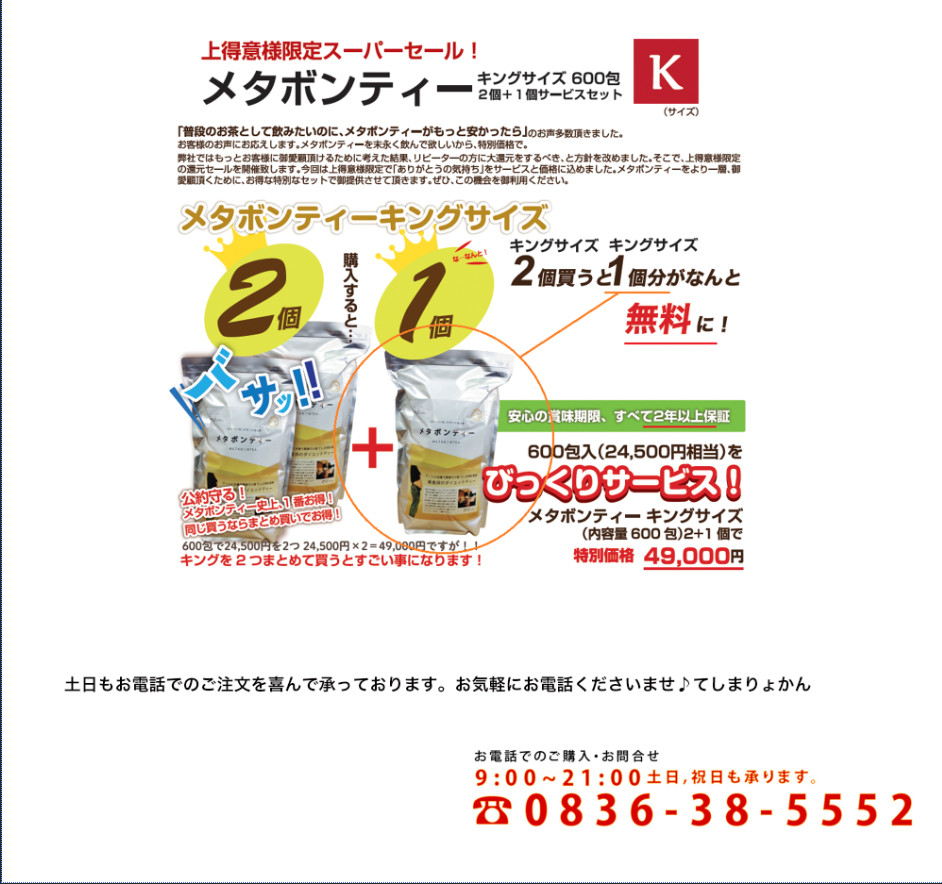 上得意様限定スーパーセール！
メタボンティー キングサイズ 600包
2個＋1個サービスセット
K
（サイズ）
「普段のお茶として飲みたいのに、メタボンティーがもっと安かったら」のお声多数頂きました。
お客様のお声にお応えします。メタボンティーを末永く飲んで欲しいから、特別価格で。
弊社ではもっとお客様に御愛顧頂けるために考えた結果、リピーターの方に大還元をするべき、と方針を改めました。そこで、上得意様限定
の還元セールを開催致します。今回は上得意様限定で「ありがとうの気持ち」をサービスと価格に込めました。メタボンティーをより一層、御
愛顧頂くために、お得な特別なセットで御提供させて頂きます。ぜひ、この機会を御利用ください。
メタボンティーキングサイズ
2個
購入すると…
な…なんと！
1個
キングサイズ キングサイズ
2個買うと1個分がなんと
無料に！
バサッ!!
メタボンティー
メタボンティー
＋
安心の賞味期限、すべて2年以上保証
600包入（24,500円相当）を
びっくりサービス！
メタボンティー キングサイズ
（内容量 600 包）2+1 個で
特別価格 49,000円
公約守る！
メタボンティー史上、1番お得！
同じ買うならまとめ買いでお得！
600包で24,500円を2つ 24,500円×2＝49,000円ですが！！
キングを２つまとめて買うとすごい事になります！
土日もお電話でのご注文を喜んで承っております。お気軽にお電話くださいませ♪てしまりょかん
お電話でのご購入・お問合せ
9:00～21:00 土日,祝日も承ります。
☎0836-38-5552